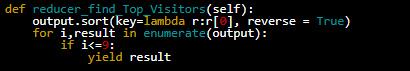 def reducer_find_Top_Visitors(self):
    output.sort(key=lambda r:r[0], reverse = True)
    for i,result in enumerate(output):
        if i<=9:
            yield result